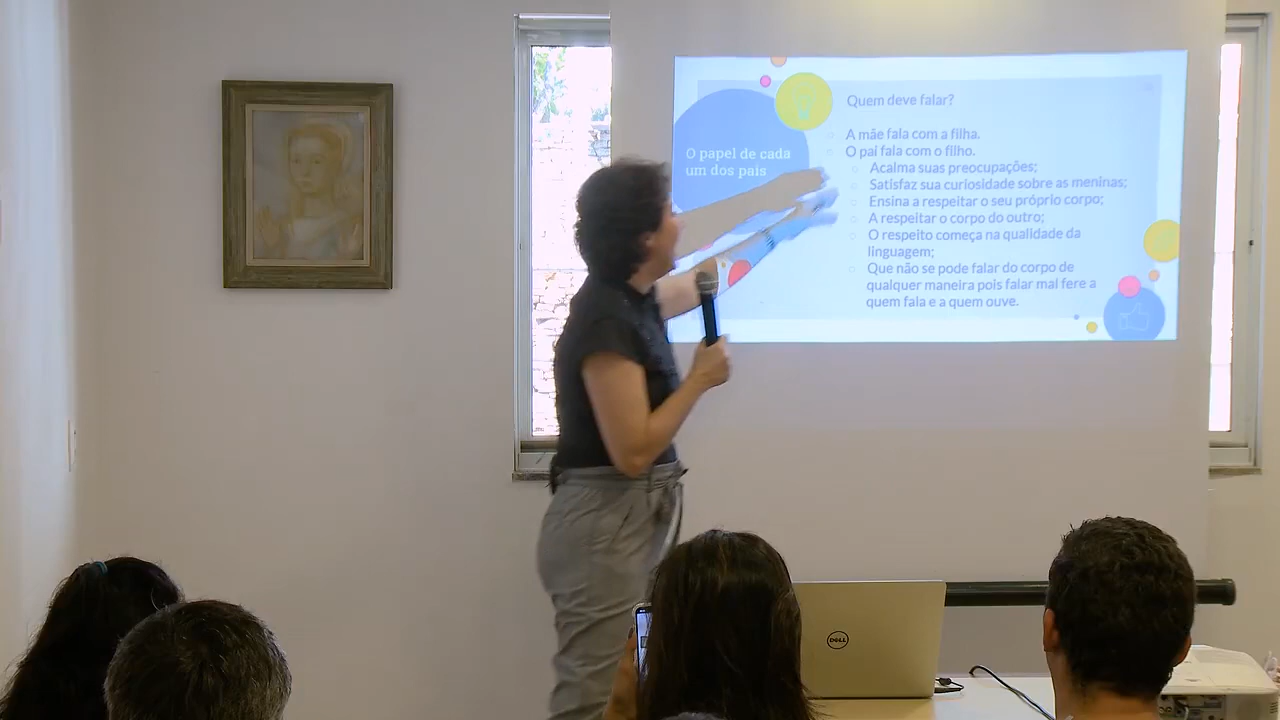 O papel de cada
um dos pais
Quem deve falar?
A mãe fala com a filha.
O pai fala com o filho.
Acalma suas preocupações;
Satisfaz sua curiosidade sobre as meninas;
Ensina a respeitar o seu próprio corpo;
A respeitar o corpo do outro;
O respeito começa na qualidade da
linguagem;
Que não se pode falar do corpo de
qualquer maneira pois falar mal fere a
quem fala e a quem ouve.
DELL